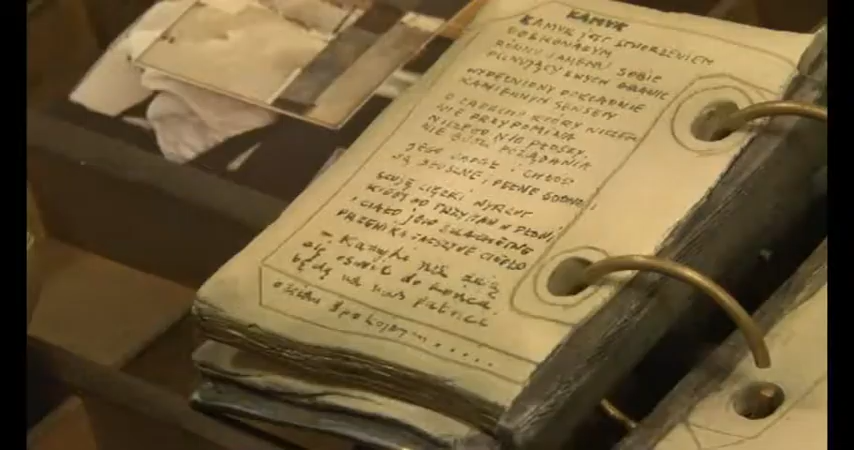 KAMYK
KAMYK JEST STWORZENIEM
DOSKONAŁYM
RÓWNY SAMEMU SOBIE
PILNUJĄCY SWYCH GRANIC
WYPEŁNIONY DOKŁADNIE
KAMIENNYM SENSEM
O ZAPACHU KTÓRY NICZEGO
NIE PRZYPOMINA
NICZEGO NIE PŁOSZY
NIE BUDZI POŻĄDANIA
JEGO ZAPAŁ I CHŁÓD
SĄ SŁUSZNE I PEŁNE GODNOŚCI
CZUJĘ CIĘŻKI WYRZUT
KIEDY GO TRZYMAM W DŁONI
I CIAŁO JEGO SZLACHETNE
PRZENIKA FAŁSZYWE CIEPŁO
– Kamyki nie dają
się oswoić do końca,
będą na nas patrzeć
okiem spokojnym.....